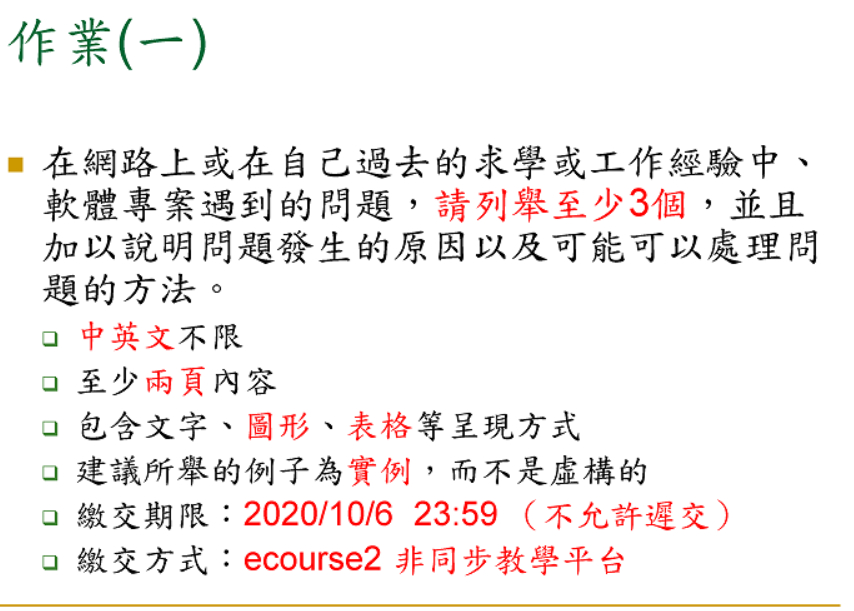 作業(一)
在網路上或在自己過去的求學或工作經驗中、
軟體專案遇到的問題，請列舉至少3個，並且
加以說明問題發生的原因以及可能可以處理問
題的方法。
中英文不限
至少兩頁內容
包含文字、圖形、表格等呈現方式
建議所舉的例子為實例，而不是虛構的
繳交期限：2020/10/6 23:59 （不允許遲交）
繳交方式：ecourse2 非同步教學平台